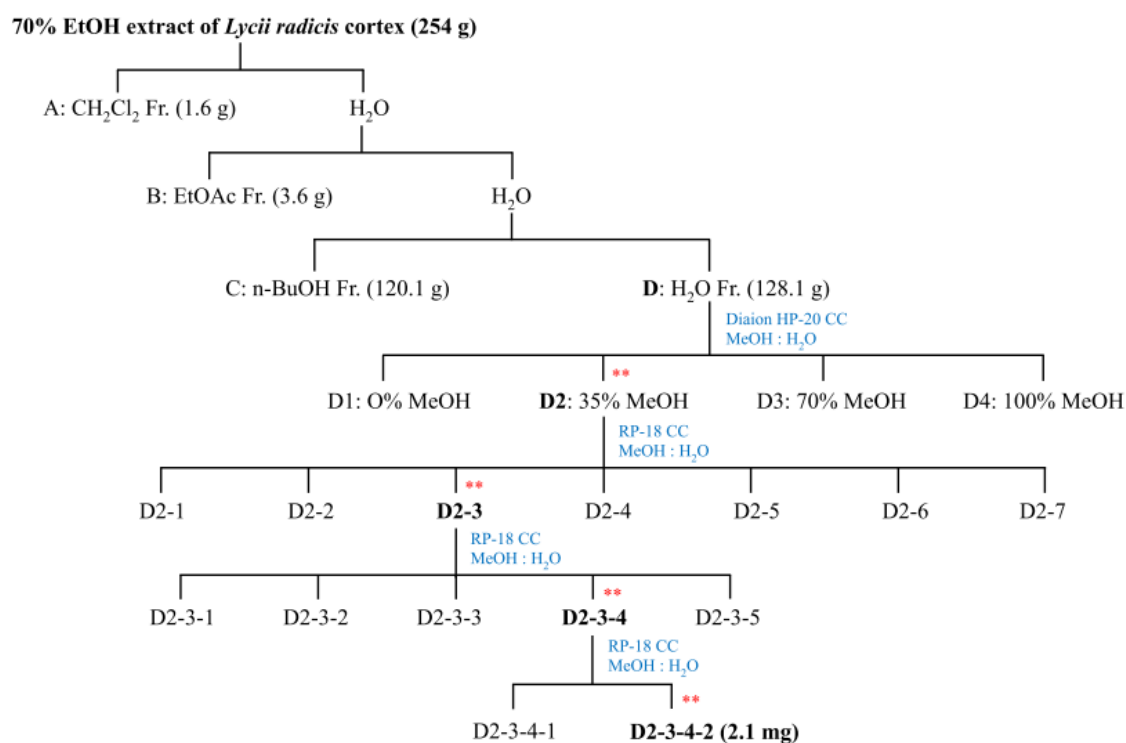 70% EtOH extract of Lycii radicis cortex (254 g)
A: CH₂Cl₂ Fr. (1.6 g)
H₂O
B: EtOAc Fr. (3.6 g)
H₂O
C: n-BuOH Fr. (120.1 g)
D: H₂O Fr. (128.1 g)
Diaion HP-20 CC
MeOH : H₂O
**
D1: O% MeOH
D2: 35% MeOH
D3: 70% MeOH
D4: 100% MeOH
RP-18 CC
MeOH : H₂O
**
D2-1
D2-2
D2-3
D2-4
D2-5
D2-6
D2-7
RP-18 CC
MeOH : H₂O
**
D2-3-1
D2-3-2
D2-3-3
D2-3-4
D2-3-5
RP-18 CC
MeOH : H₂O
**
D2-3-4-1
D2-3-4-2 (2.1 mg)